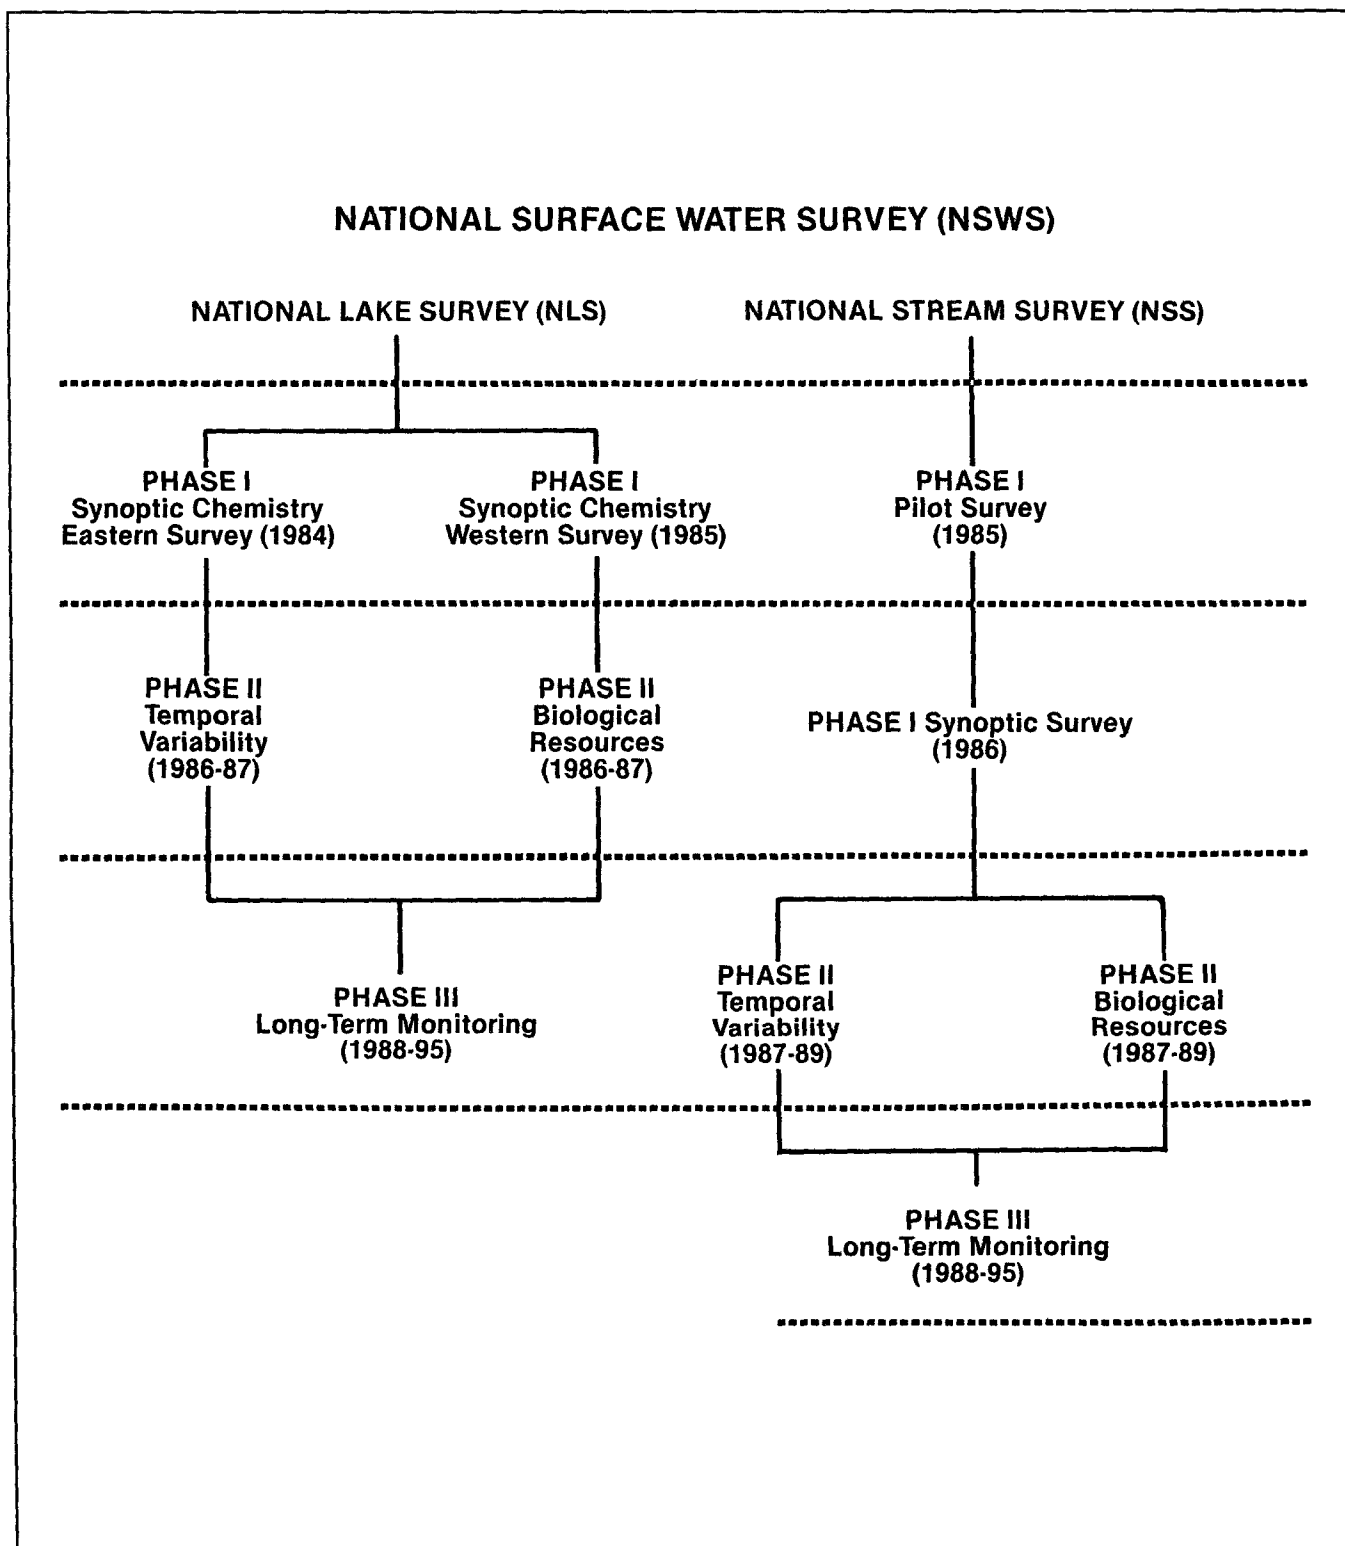 NATIONAL SURFACE WATER SURVEY (NSWS)
NATIONAL LAKE SURVEY (NLS)
NATIONAL STREAM SURVEY (NSS)
PHASE I
Synoptic Chemistry
Eastern Survey (1984)
PHASE I
Synoptic Chemistry
Western Survey (1985)
PHASE I
Pilot Survey
(1985)
PHASE II
Temporal
Variability
(1986-87)
PHASE II
Biological
Resources
(1986-87)
PHASE I Synoptic Survey
(1986)
PHASE III
Long-Term Monitoring
(1988-95)
PHASE II
Temporal
Variability
(1987-89)
PHASE II
Biological
Resources
(1987-89)
PHASE III
Long-Term Monitoring
(1988-95)